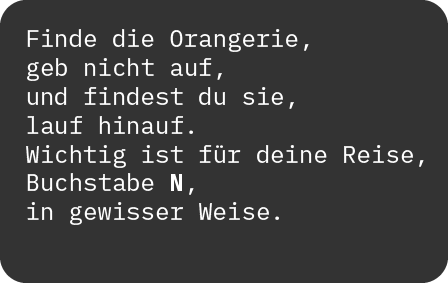 Finde die Orangerie,
geb nicht auf,
und findest du sie,
lauf hinauf.
Wichtig ist für deine Reise,
Buchstabe N,
in gewisser Weise.